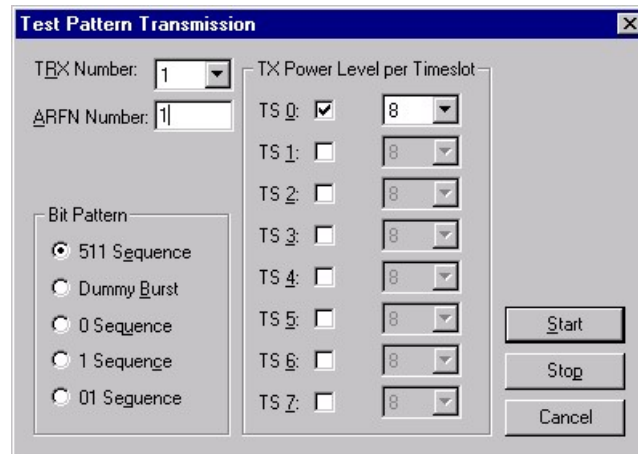 Test Pattern Transmission
TRX Number: 1
ARFN Number: 1
TX Power Level per Timeslot
TS 0: 8
TS 1: 8
TS 2: 8
TS 3: 8
TS 4: 8
TS 5: 8
TS 6: 8
TS 7: 8
Bit Pattern
511 Sequence
Dummy Burst
0 Sequence
1 Sequence
01 Seguence
Start
Stop
Cancel